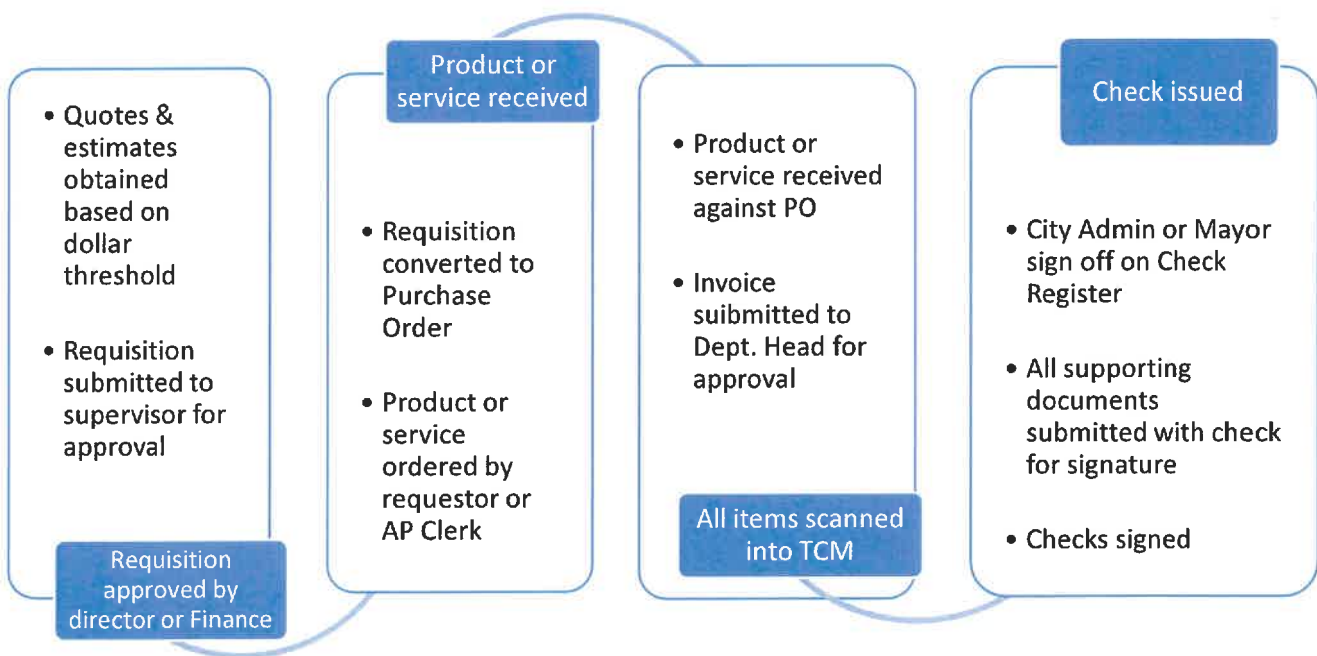 • Quotes &
estimates
obtained
based on
dollar
threshold
• Requisition
submitted to
supervisor for
approval
Requisition
approved by
director or Finance
Product or
service received
• Requisition
converted to
Purchase
Order
• Product or
service
ordered by
requestor or
AP Clerk
• Product or
service received
against PO
• Invoice
suibmitted to
Dept. Head for
approval
All items scanned
into TCM
Check issued
• City Admin or Mayor
sign off on Check
Register
• All supporting
documents
submitted with check
for signature
• Checks signed